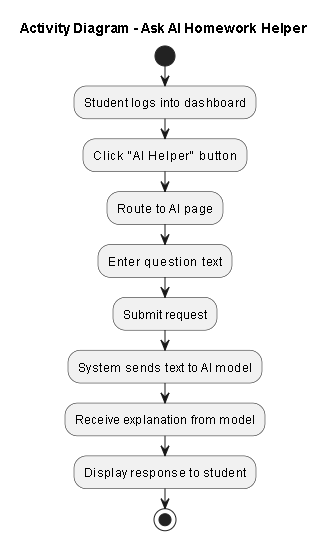 Activity Diagram - Ask AI Homework Helper
Student logs into dashboard
Click "AI Helper" button
Route to AI page
Enter question text
Submit request
System sends text to AI model
Receive explanation from model
Display response to student